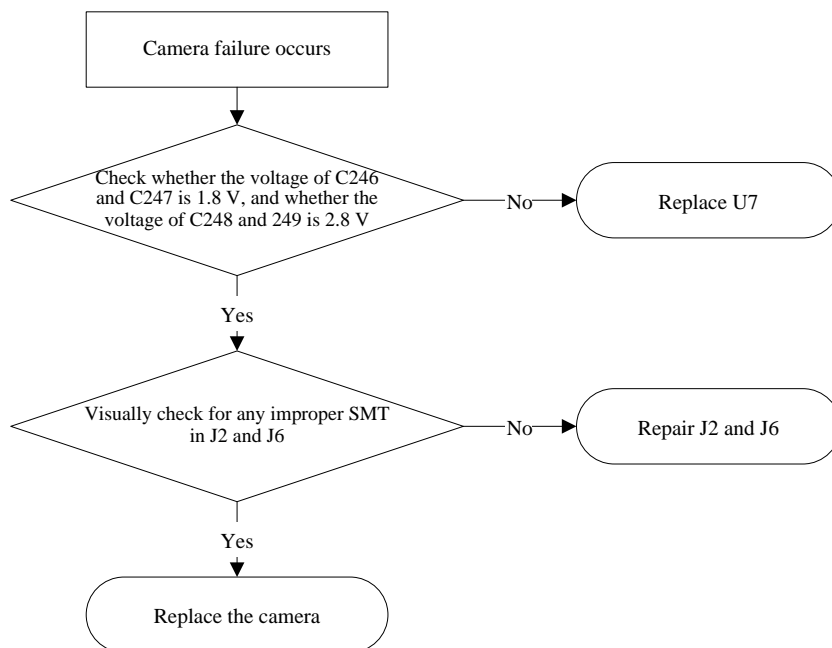 Camera failure occurs
Check whether the voltage of C246
and C247 is 1.8 V, and whether the
voltage of C248 and 249 is 2.8 V
No
Replace U7
Yes
Visually check for any improper SMT
in J2 and J6
No
Repair J2 and J6
Yes
Replace the camera